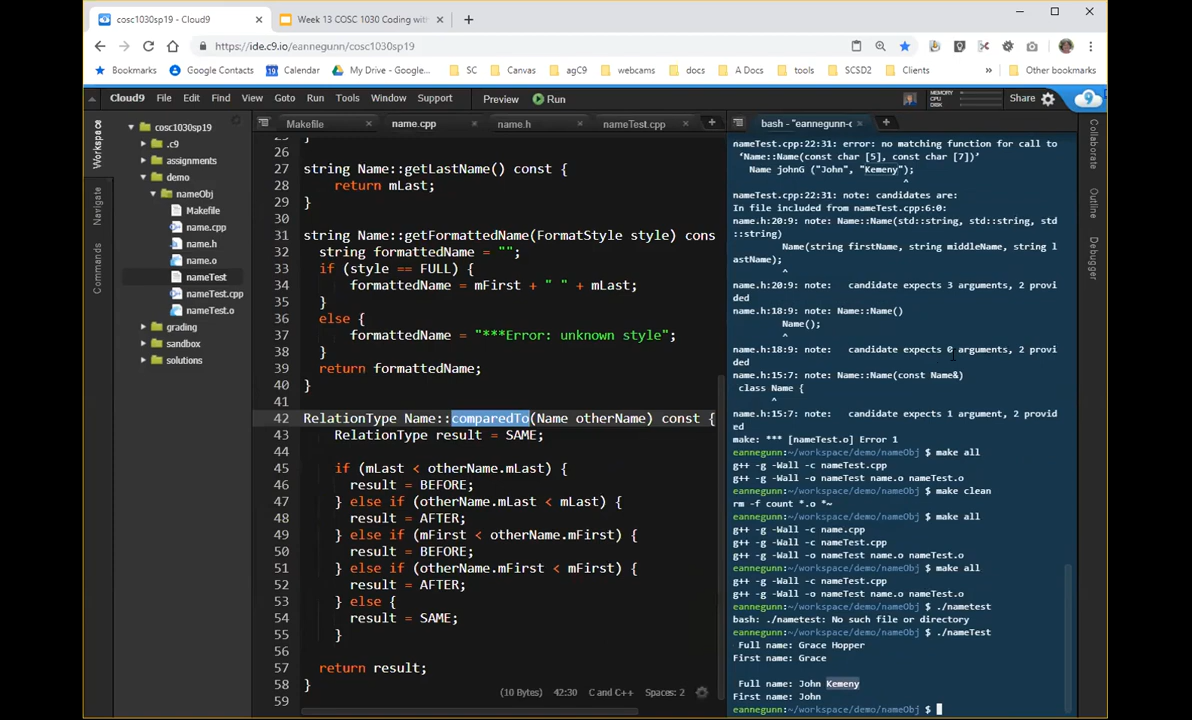 cosc1030sp19 - Cloud9
Week 13 COSC 1030 Coding with
https://ide.c9.io/eannegunn/cosc1030sp19
Bookmarks
Google Contacts
Calendar
My Drive - Google...
SC
Canvas
agC9
webcams
docs
A Docs
tools
SCSD2
Clients
»
Other bookmarks
Cloud9 File Edit Find View Goto Run Tools Window Support Preview Run
MEMORY
CPU
DISK
Share
Workspace
Navigate
Commands
cosc1030sp19
.c9
assignments
demo
nameObj
Makefile
name.cpp
name.h
name.o
nameTest
nameTest.cpp
nameTest.o
grading
sandbox
solutions
Makefile
name.cpp
name.h
nameTest.cpp
25 }
26
27 string Name::getLastName() const {
28 return mLast;
29 }
30
31 string Name::getFormattedName(FormatStyle style) cons
32 string formattedName = "";
33 if (style == FULL) {
34 formattedName = mFirst + " " + mLast;
35 }
36 else {
37 formattedName = "***Error: unknown style";
38 }
39 return formattedName;
40 }
41
42 RelationType Name::comparedTo(Name otherName) const {
43 RelationType result = SAME;
44
45 if (mLast < otherName.mLast) {
46 result = BEFORE;
47 } else if (otherName.mLast < mLast) {
48 result = AFTER;
49 } else if (mFirst < otherName.mFirst) {
50 result = BEFORE;
51 } else if (otherName.mFirst < mFirst) {
52 result = AFTER;
53 } else {
54 result = SAME;
55 }
56
57 return result;
58 }
59
(10 Bytes) 42:30 C and C++ Spaces: 2
bash - "eannegunn-c
nameTest.cpp:22:31: error: no matching function for call to
‘Name::Name(const char [5], const char [7])’
Name johnG ("John", "Kemeny");
^
nameTest.cpp:22:31: note: candidates are:
In file included from nameTest.cpp:6:0:
name.h:20:9: note: Name::Name(std::string, std::string, std
::string)
Name(string firstName, string middleName, string l
astName);
^
name.h:20:9: note: candidate expects 3 arguments, 2 provi
ded
name.h:18:9: note: Name::Name()
Name();
^
name.h:18:9: note: candidate expects 0 arguments, 2 provi
ded
name.h:15:7: note: Name::Name(const Name&)
class Name {
^
name.h:15:7: note: candidate expects 1 argument, 2 provid
ed
make: *** [nameTest.o] Error 1
eannegunn:~/workspace/demo/nameObj $ make all
g++ -g -Wall -c nameTest.cpp
g++ -g -Wall -o nameTest name.o nameTest.o
eannegunn:~/workspace/demo/nameObj $ make clean
rm -f count *.o *~
eannegunn:~/workspace/demo/nameObj $ make all
g++ -g -Wall -c name.cpp
g++ -g -Wall -c nameTest.cpp
g++ -g -Wall -o nameTest name.o nameTest.o
eannegunn:~/workspace/demo/nameObj $ make all
g++ -g -Wall -c nameTest.cpp
g++ -g -Wall -o nameTest name.o nameTest.o
eannegunn:~/workspace/demo/nameObj $ ./nametest
bash: ./nametest: No such file or directory
eannegunn:~/workspace/demo/nameObj $ ./nameTest
Full name: Grace Hopper
First name: Grace
Full name: John Kemeny
First name: John
eannegunn:~/workspace/demo/nameObj $
Collaborate
Outline
Debugger